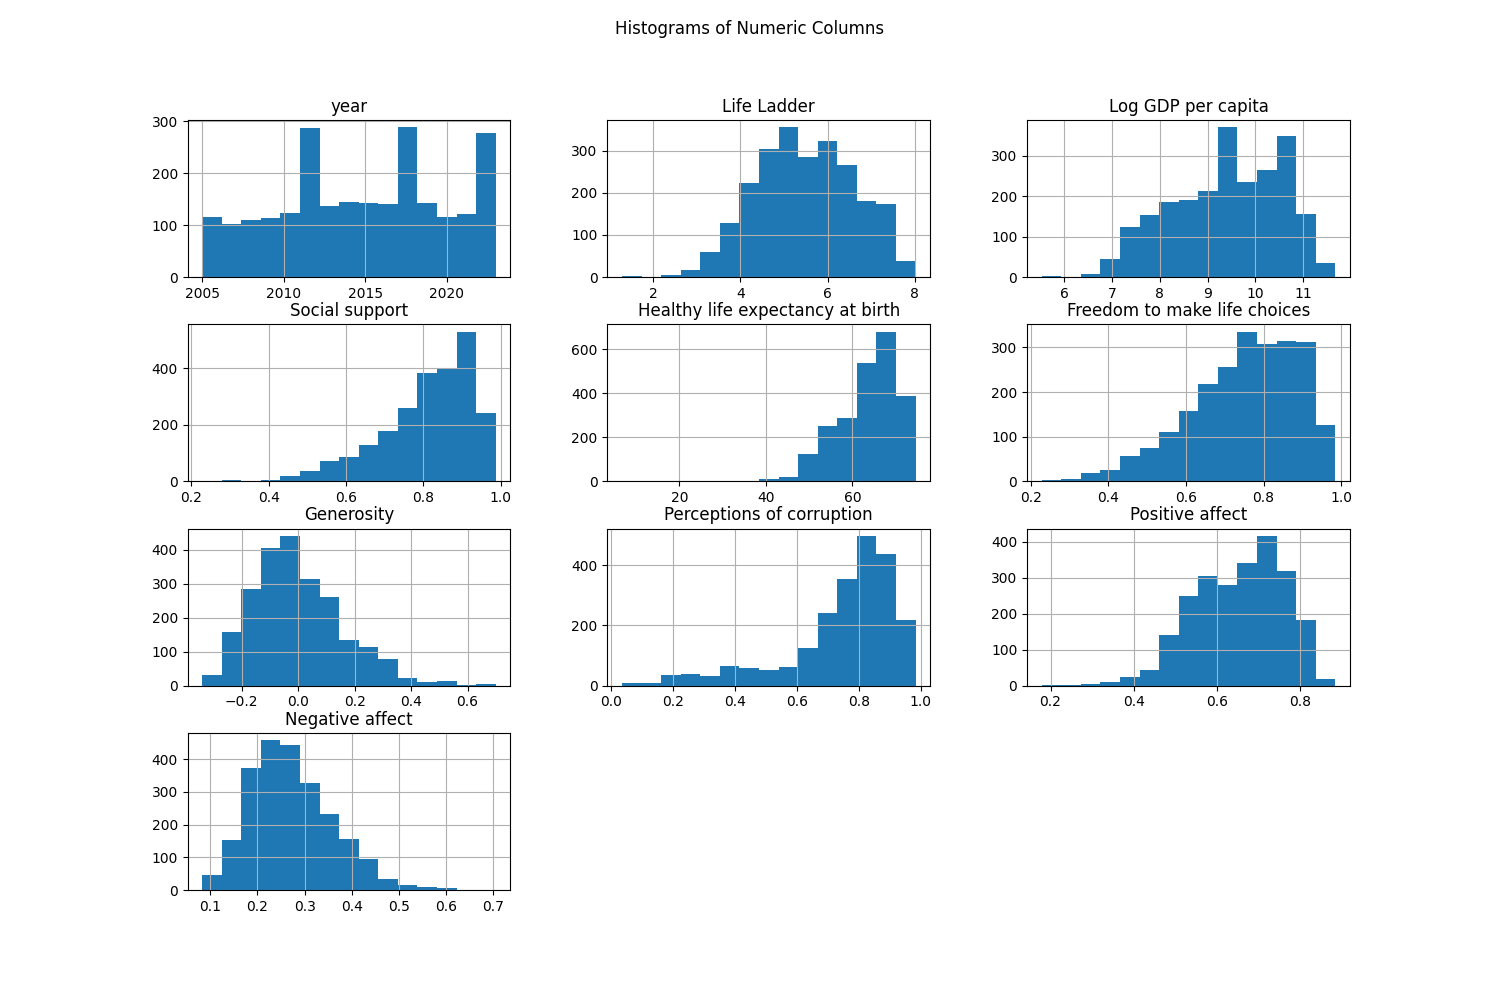 Histograms of Numeric Columns
year
300
200
100
0
2005 2010 2015 2020
Life Ladder
300
200
100
0
2 4 6 8
Log GDP per capita
300
200
100
0
6 7 8 9 10 11
Social support
400
200
0
0.2 0.4 0.6 0.8 1.0
Healthy life expectancy at birth
600
400
200
0
20 40 60
Freedom to make life choices
300
200
100
0
0.2 0.4 0.6 0.8 1.0
Generosity
400
300
200
100
0
−0.2 0.0 0.2 0.4 0.6
Perceptions of corruption
400
200
0
0.0 0.2 0.4 0.6 0.8 1.0
Positive affect
400
300
200
100
0
0.2 0.4 0.6 0.8
Negative affect
400
300
200
100
0
0.1 0.2 0.3 0.4 0.5 0.6 0.7